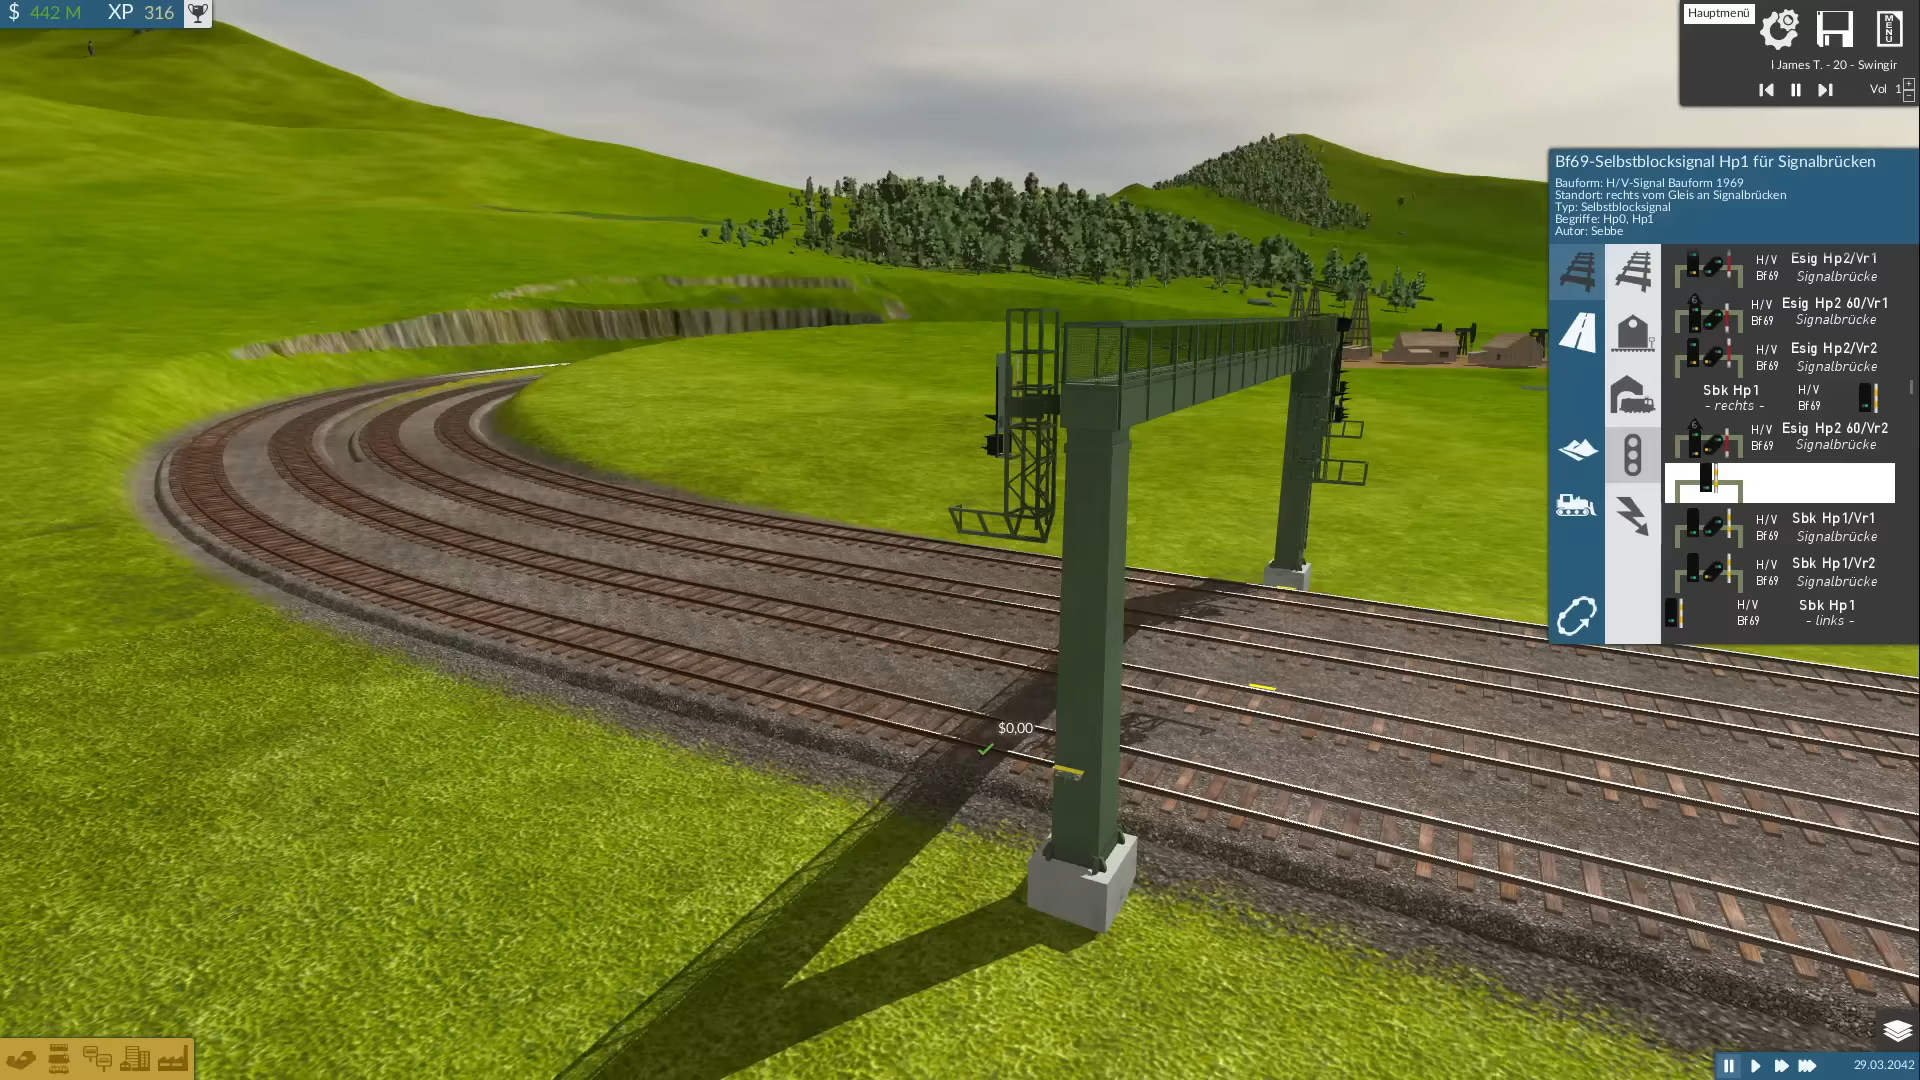 $ 442 M XP 316
Hauptmenü
MENU
l James T. - 20 - Swingir
Vol 1
Bf69-Selbstblocksignal Hp1 für Signalbrücken
Bauform: H/V-Signal Bauform 1969
Standort: rechts vom Gleis an Signalbrücken
Typ: Selbstblocksignal
Begriffe: Hp0, Hp1
Autor: Sebbe
H/V Esig Hp2/Vr1
Bf69 Signalbrücke
6
H/V Esig Hp2 60/Vr1
Bf69 Signalbrücke
H/V Esig Hp2/Vr2
Bf69 Signalbrücke
Sbk Hp1 H/V
- rechts - Bf69
6
H/V Esig Hp2 60/Vr2
Bf69 Signalbrücke
H/V Sbk Hp1/Vr1
Bf69 Signalbrücke
H/V Sbk Hp1/Vr2
Bf69 Signalbrücke
H/V Sbk Hp1
Bf69 - links -
$0,00
29.03.2042